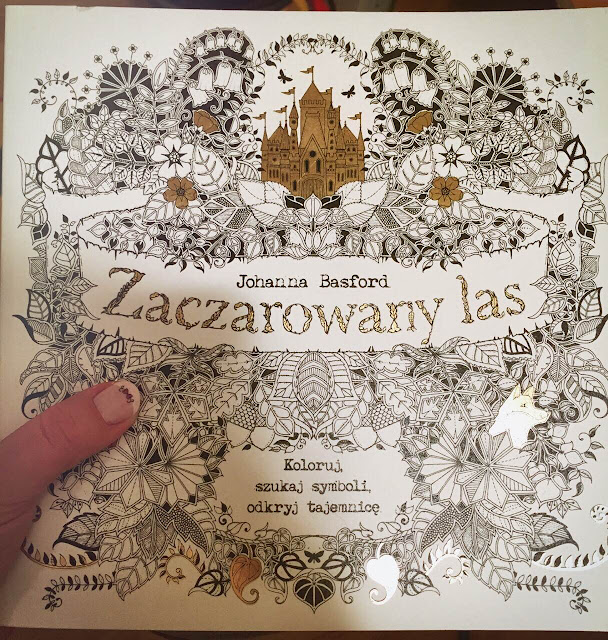 Johanna Basford
Zaczarowany las
Koloruj,
szukaj symboli,
odkryj tajemnicę